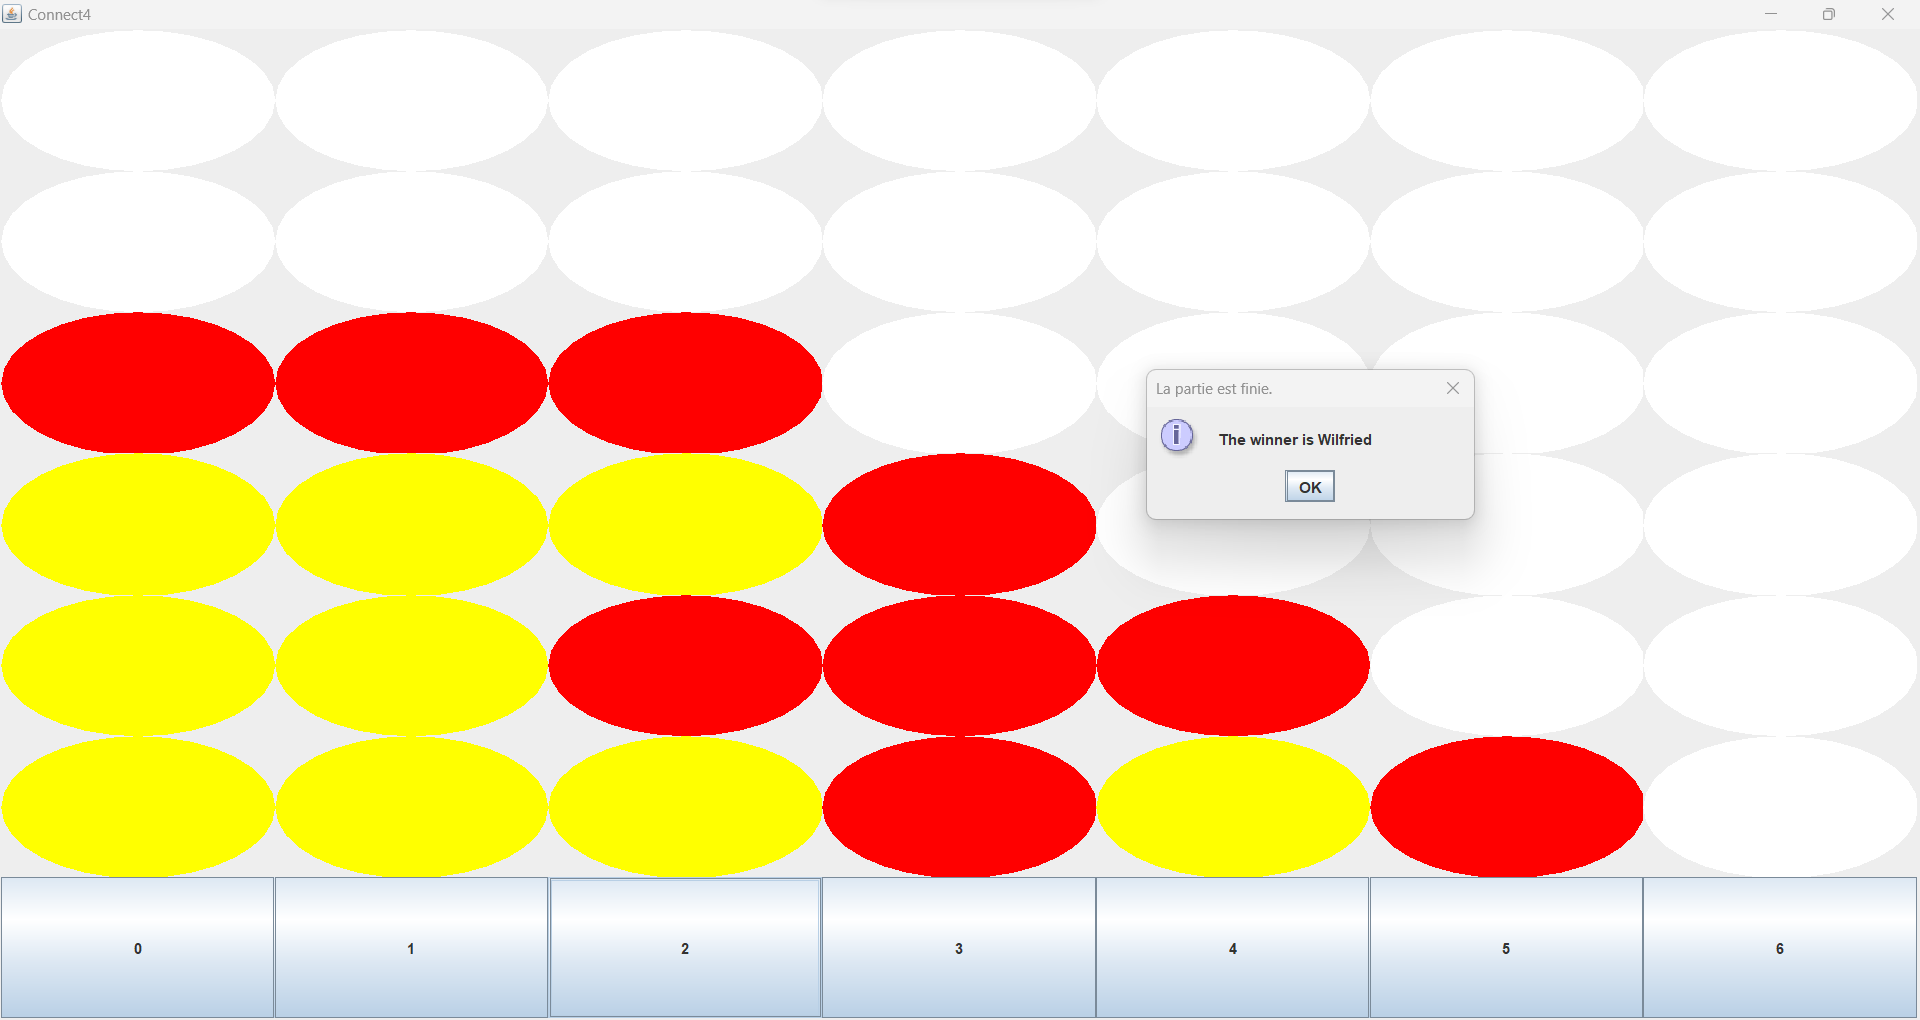 Connect4
La partie est finie.
The winner is Wilfried
OK
0 1 2 3 4 5 6